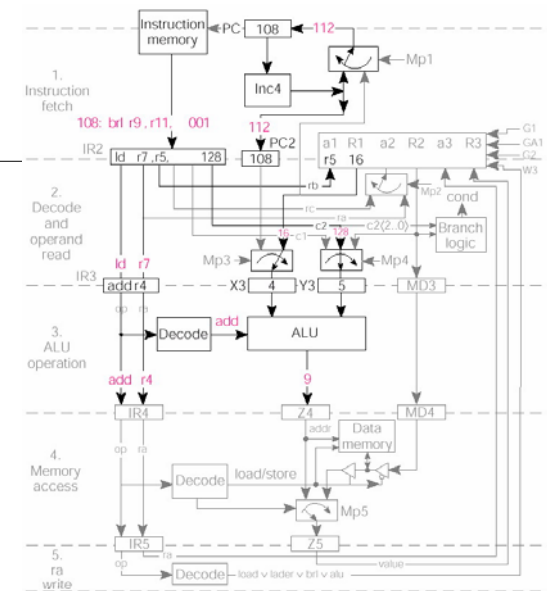 Instruction
memory
PC 108 112
Mp1
1.
Instruction
fetch
Inc4
108: brl r9 , r11, 001
112
PC2
IR2
ld r7 ,r5, 128
108
a1 R1 a2 R2 a3 R3
r5 16
G1
GA1
G2
W3
rb
rc
Mp2
cond
ra
2.
Decode
and
operand
read
c2
c1
c2(2..0)
Branch
logic
16
128
Mp3
Mp4
ld r7
IR3
add r4
X3 4
Y3 5
MD3
op ra
3.
ALU
operation
Decode
add
ALU
add r4
9
IR4
Z4
MD4
addr
Data
memory
op ra
4.
Memory
access
Decode
load/store
Mp5
IR5
Z5
op
ra
value
5.
ra
write
Decode
load v lader v brl v alu